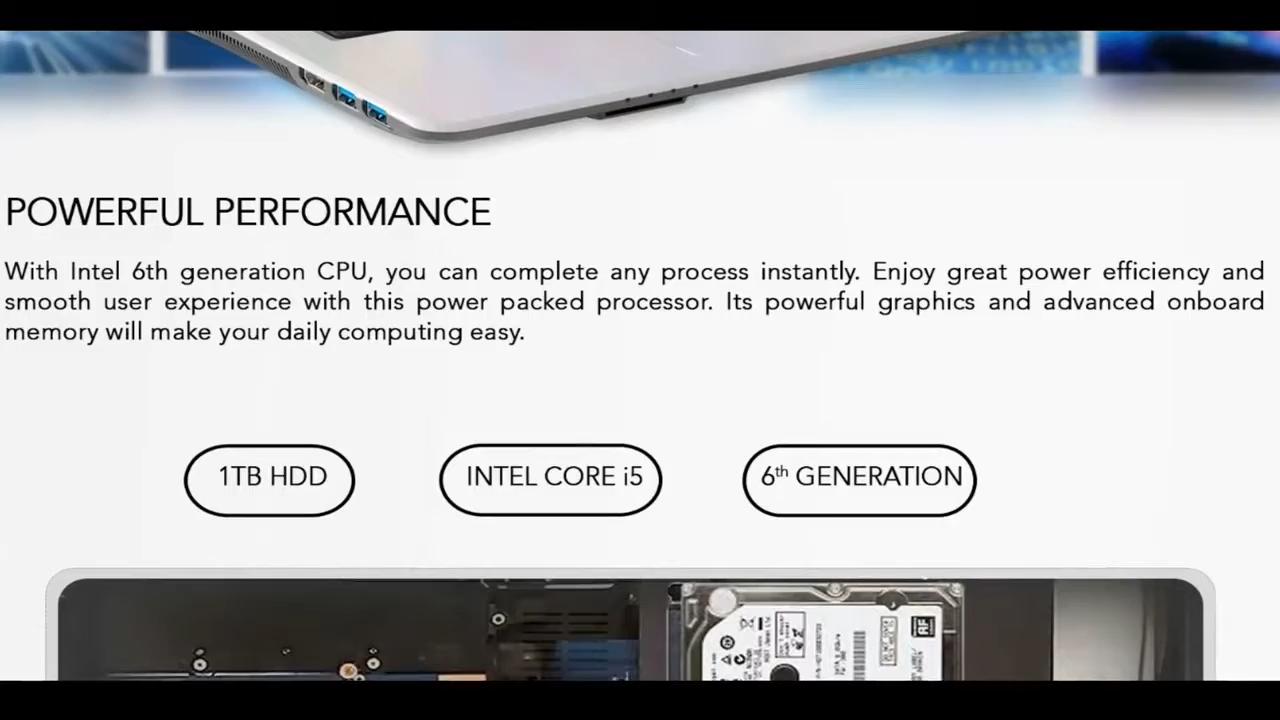 POWERFUL PERFORMANCE
With Intel 6th generation CPU, you can complete any process instantly. Enjoy great power efficiency and
smooth user experience with this power packed processor. Its powerful graphics and advanced onboard
memory will make your daily computing easy.
1TB HDD
INTEL CORE i5
6th GENERATION
AF